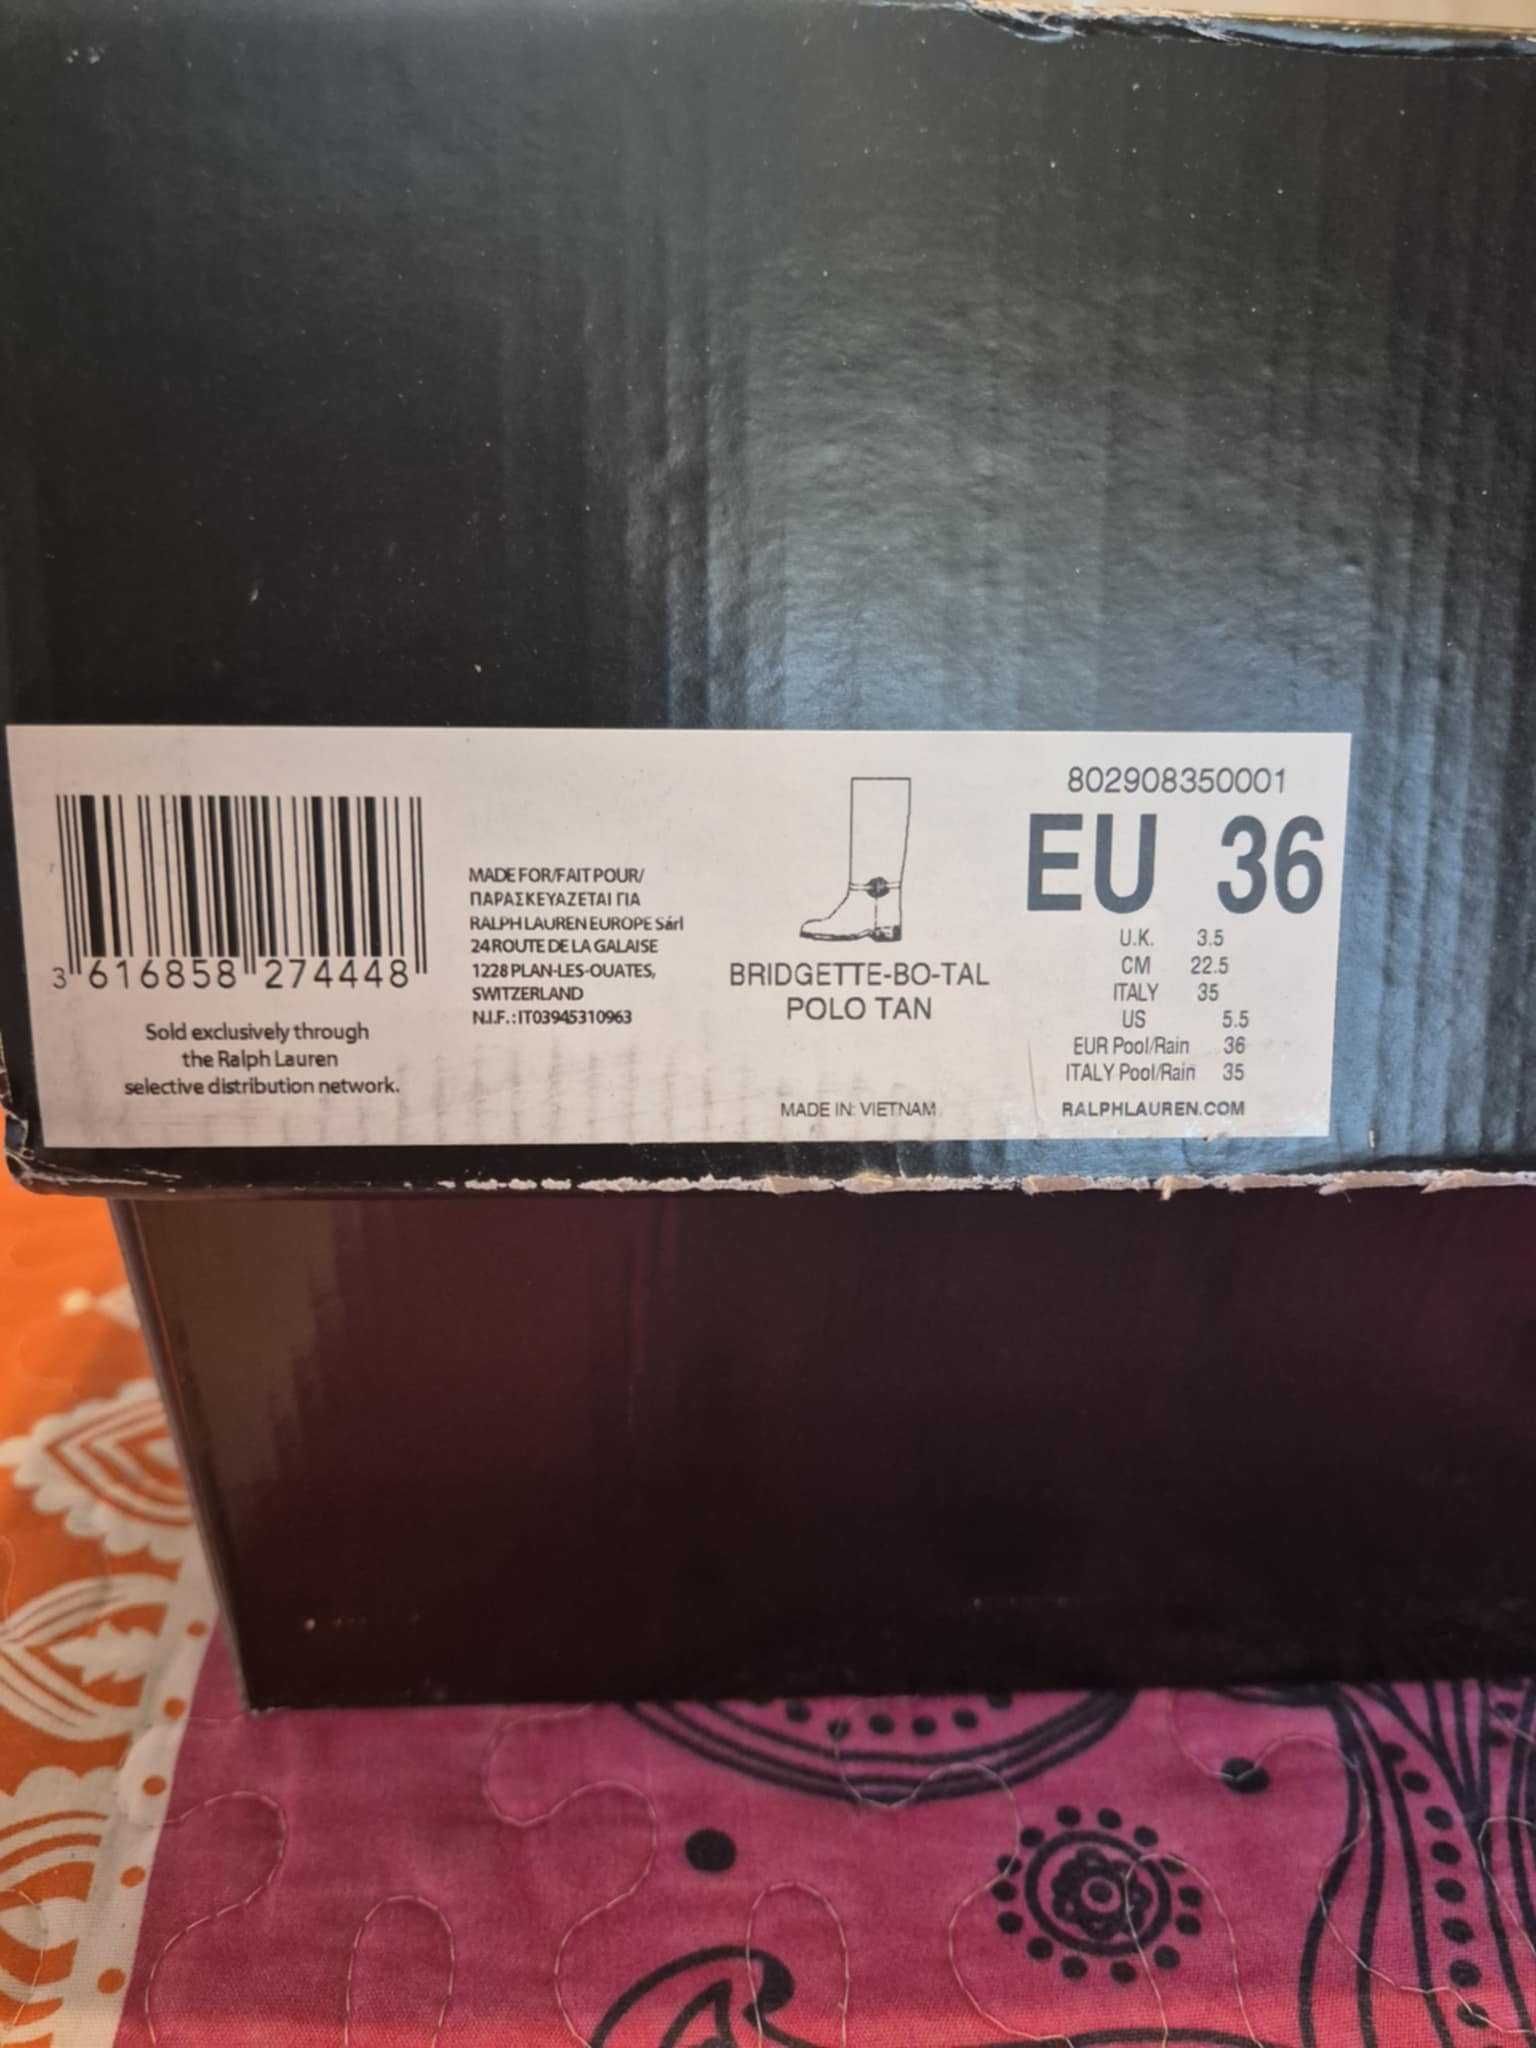 3 616858 274448
Sold exclusively through
the Ralph Lauren
selective distribution network.
MADE FOR/FAIT POUR/
ΠΑΡΑΣΚΕΥΑΖΕΤΑΙ ΓΙΑ
RALPH LAUREN EUROPE Sárl
24 ROUTE DE LA GALAISE
1228 PLAN-LES-OUATES,
SWITZERLAND
N.I.F.:IT03945310963
BRIDGETTE-BO-TAL
POLO TAN
MADE IN: VIETNAM
802908350001
EU 36
U.K. 3.5
CM 22.5
ITALY 35
US 5.5
EUR Pool/Rain 36
ITALY Pool/Rain 35
RALPHLAUREN.COM